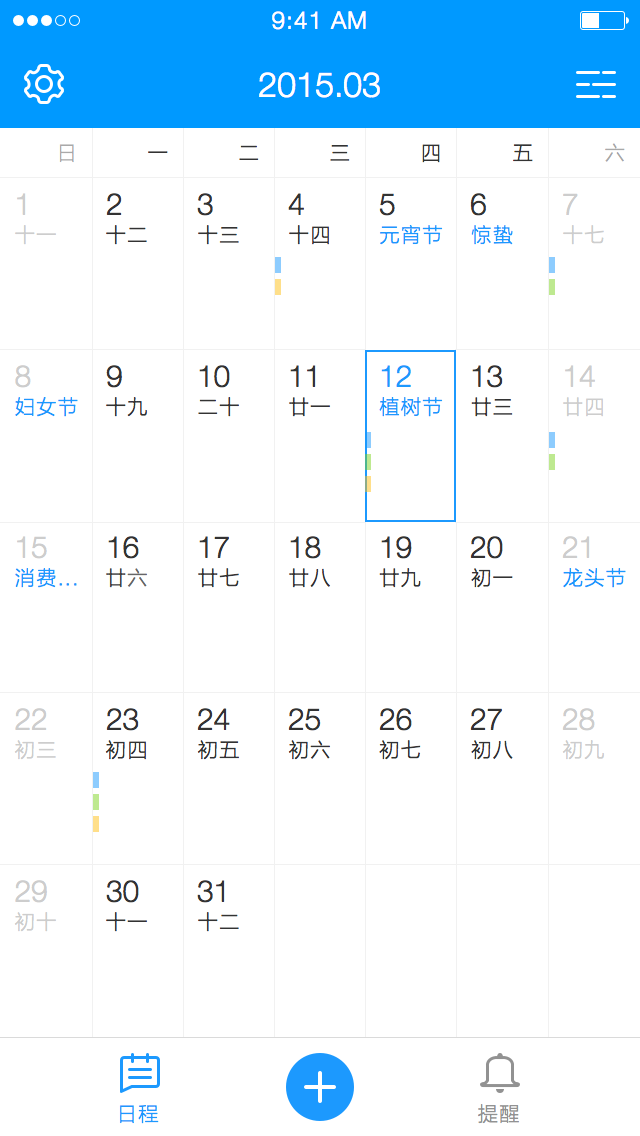 9:41 AM
2015.03
日 一 二 三 四 五 六
1 2 3 4 5 6 7
十一 十二 十三 十四 元宵节 惊蛰 十七
8 9 10 11 12 13 14
妇女节 十九 二十 廿一 植树节 廿三 廿四
15 16 17 18 19 20 21
消费... 廿六 廿七 廿八 廿九 初一 龙头节
22 23 24 25 26 27 28
初三 初四 初五 初六 初七 初八 初九
29 30 31
初十 十一 十二
日程 提醒